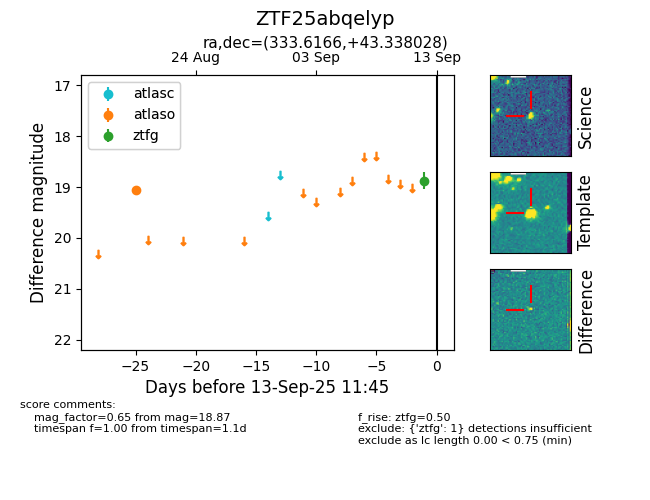 ZTF25abqelyp
ra,dec=(333.6166,+43.338028)
24 Aug
03 Sep
13 Sep
atlasc
atlaso
ztfg
17
18
19
20
21
22
Difference magnitude
−25
−20
−15
−10
−5
0
Days before 13-Sep-25 11:45
Science
Template
Difference
score comments:
mag_factor=0.65 from mag=18.87
timespan f=1.00 from timespan=1.1d
f_rise: ztfg=0.50
exclude: {'ztfg': 1} detections insufficient
exclude as lc length 0.00 < 0.75 (min)